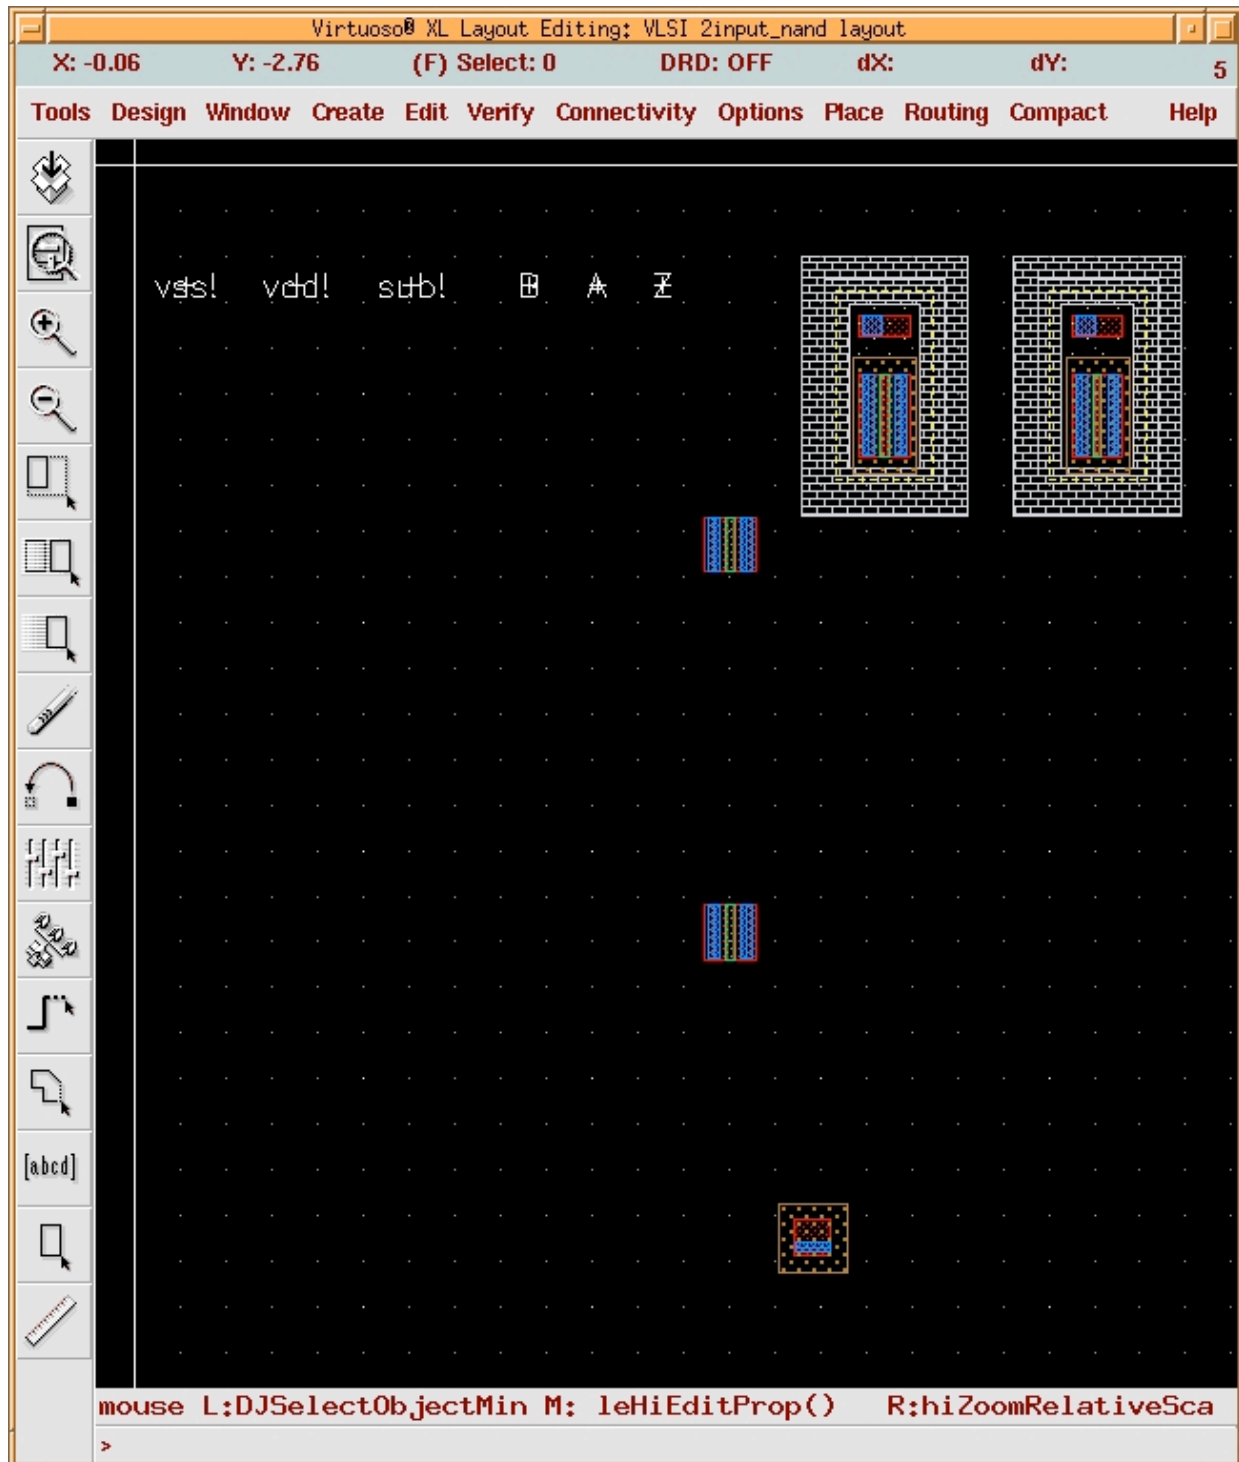 Virtuoso® XL Layout Editing: VLSI 2input_nand layout
X: -0.06 Y: -2.76 (F) Select: 0 DRD: OFF dX: dY: 5
Tools Design Window Create Edit Verify Connectivity Options Place Routing Compact Help
vss! vdd! sub! B A Z
[abcd]
mouse L:DJSelectObjectMin M: leHiEditProp() R:hiZoomRelativeSca
>